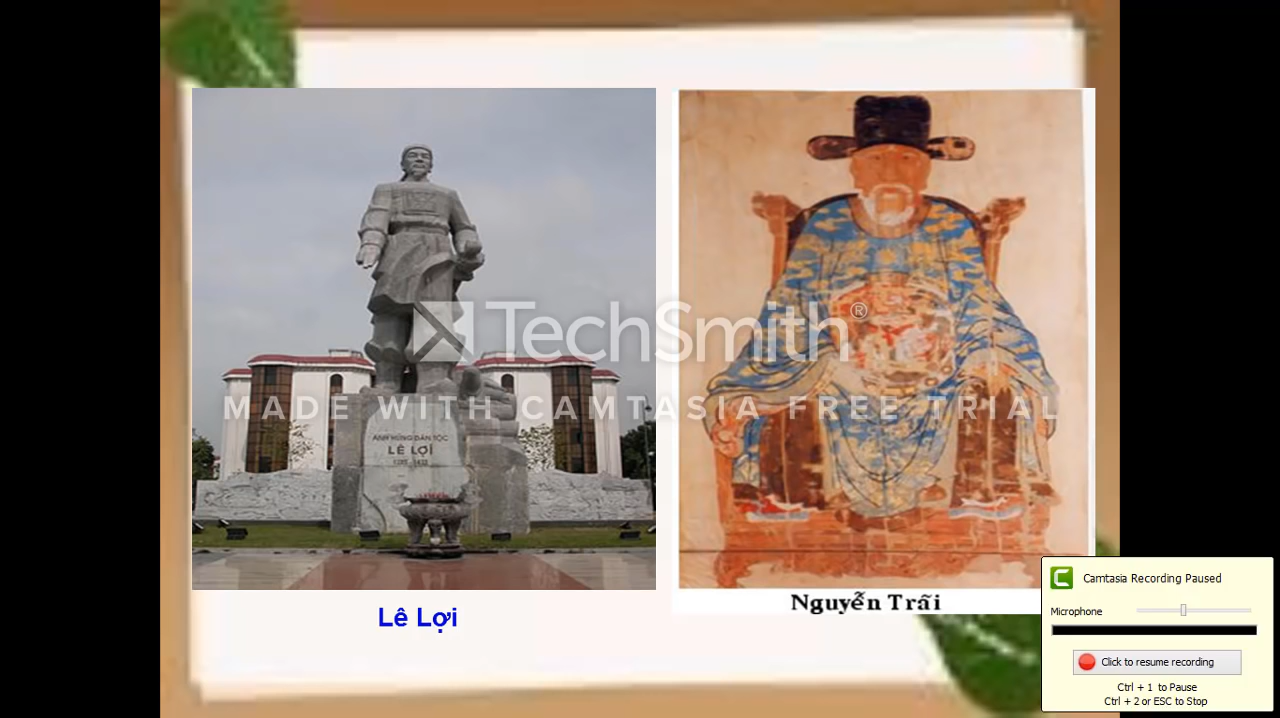 TechSmith®
MADE WITH CAMTASIA FREE TRIAL
ANH HÙNG DÂN TỘC
LÊ LỢI
Lê Lợi
Nguyễn Trãi
Camtasia Recording Paused
Microphone
Click to resume recording
Ctrl + 1 to Pause
Ctrl + 2 or ESC to Stop